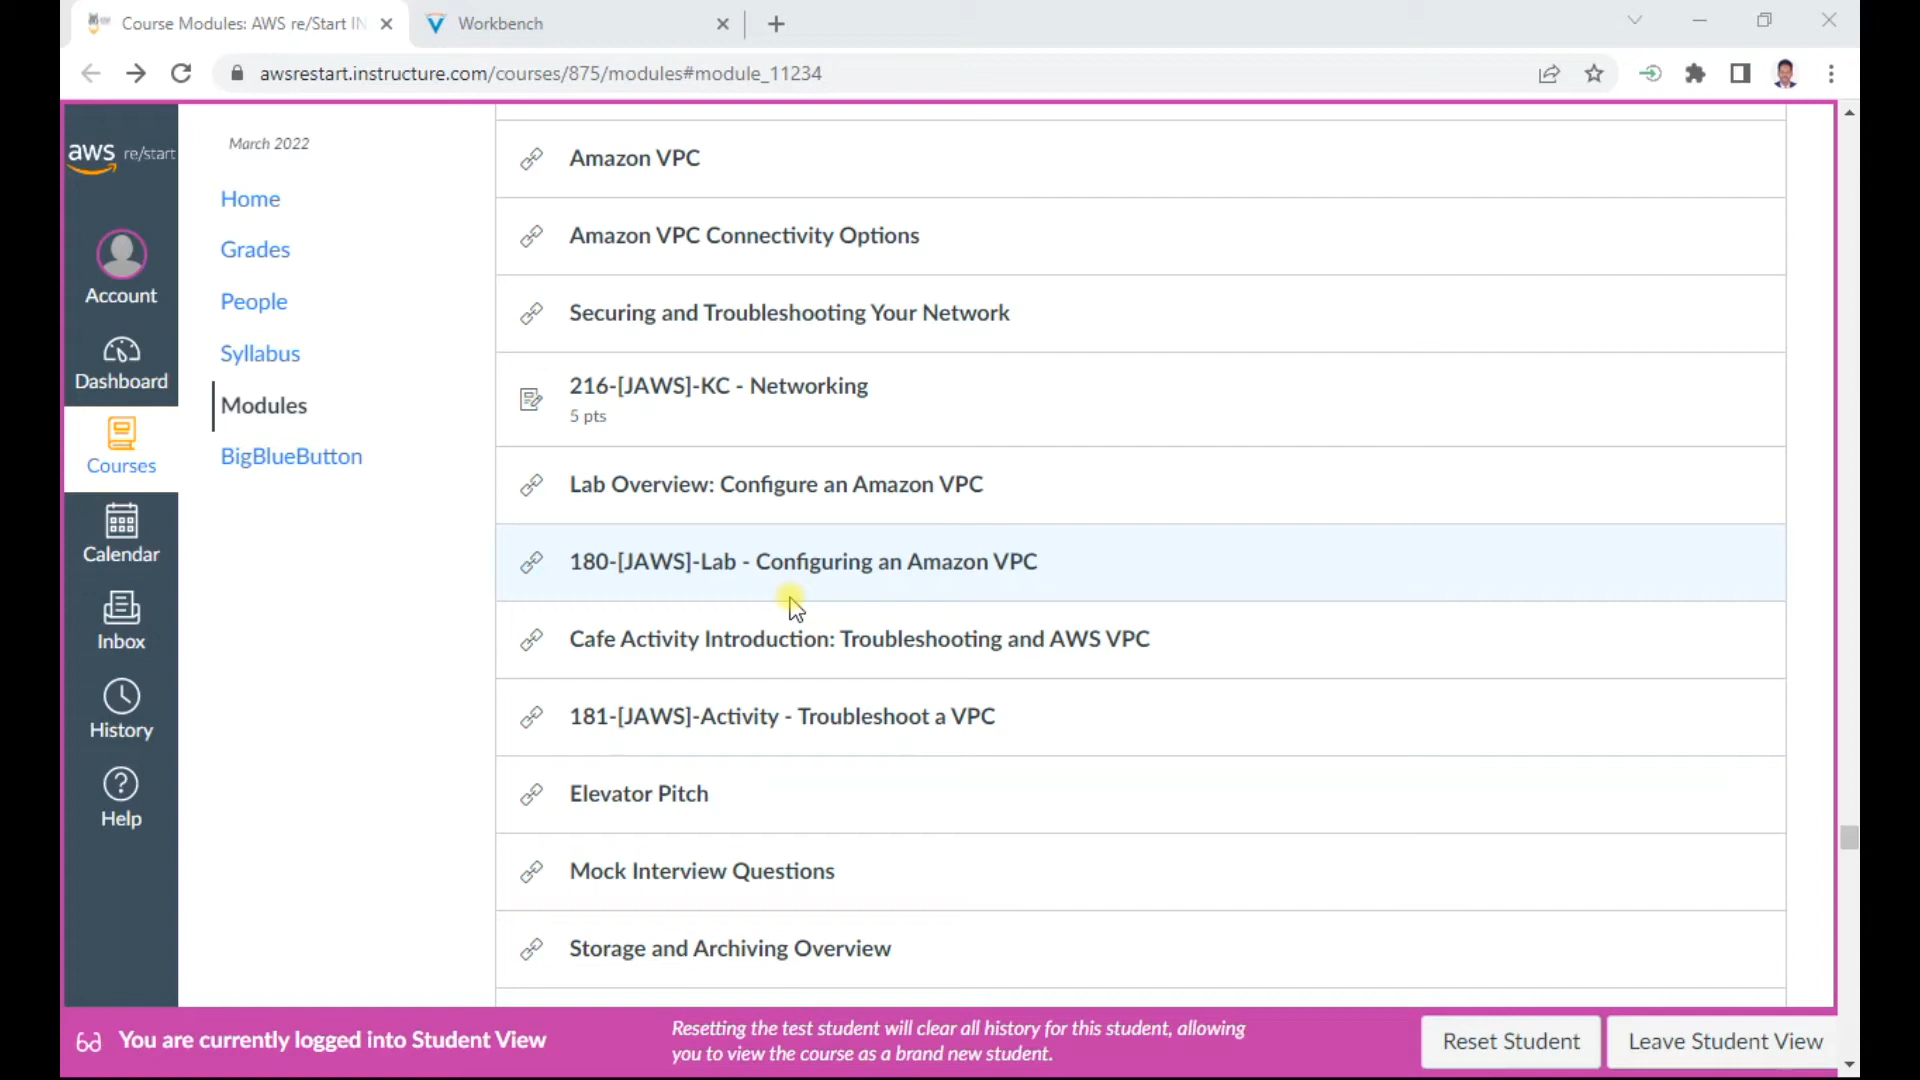 Course Modules: AWS re/Start IN
Workbench
awsrestart.instructure.com/courses/875/modules#module_11234
aws re/start
Account
Dashboard
Courses
Calendar
Inbox
History
Help
March 2022
Home
Grades
People
Syllabus
Modules
BigBlueButton
Amazon VPC
Amazon VPC Connectivity Options
Securing and Troubleshooting Your Network
216-[JAWS]-KC - Networking
5 pts
Lab Overview: Configure an Amazon VPC
180-[JAWS]-Lab - Configuring an Amazon VPC
Cafe Activity Introduction: Troubleshooting and AWS VPC
181-[JAWS]-Activity - Troubleshoot a VPC
Elevator Pitch
Mock Interview Questions
Storage and Archiving Overview
You are currently logged into Student View
Resetting the test student will clear all history for this student, allowing
you to view the course as a brand new student.
Reset Student
Leave Student View